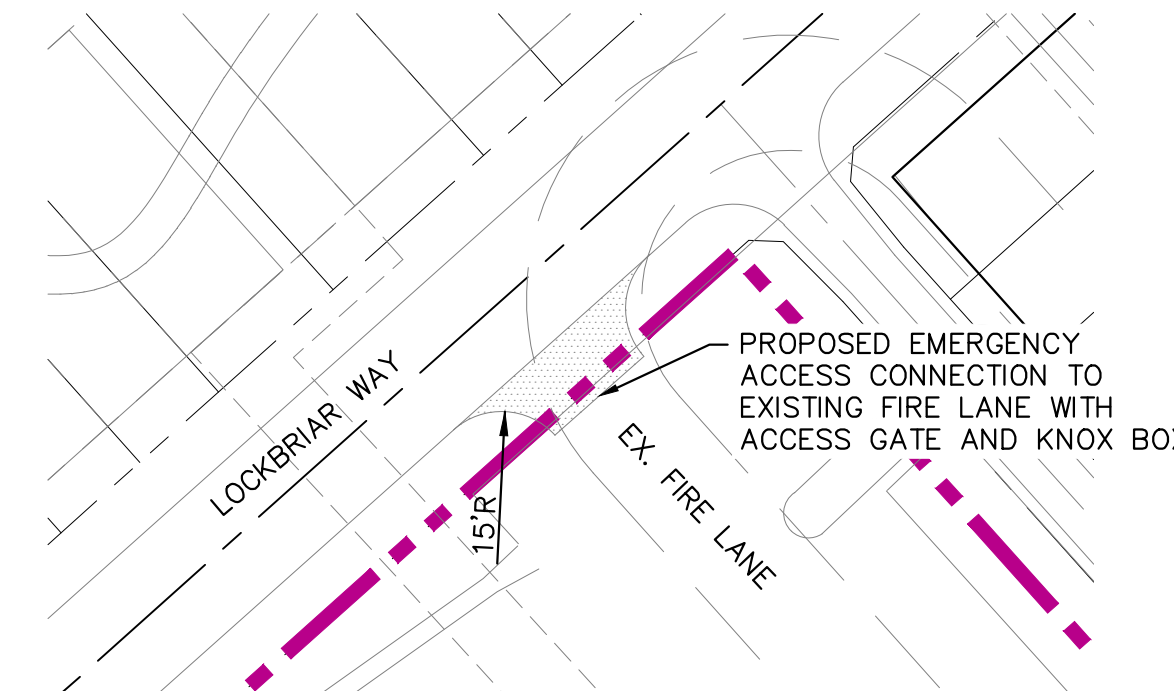 PROPOSED EMERGENCY
ACCESS CONNECTION TO
EXISTING FIRE LANE WITH
ACCESS GATE AND KNOX BOX
LOCKBRIAR WAY
EX. FIRE LANE
15'R